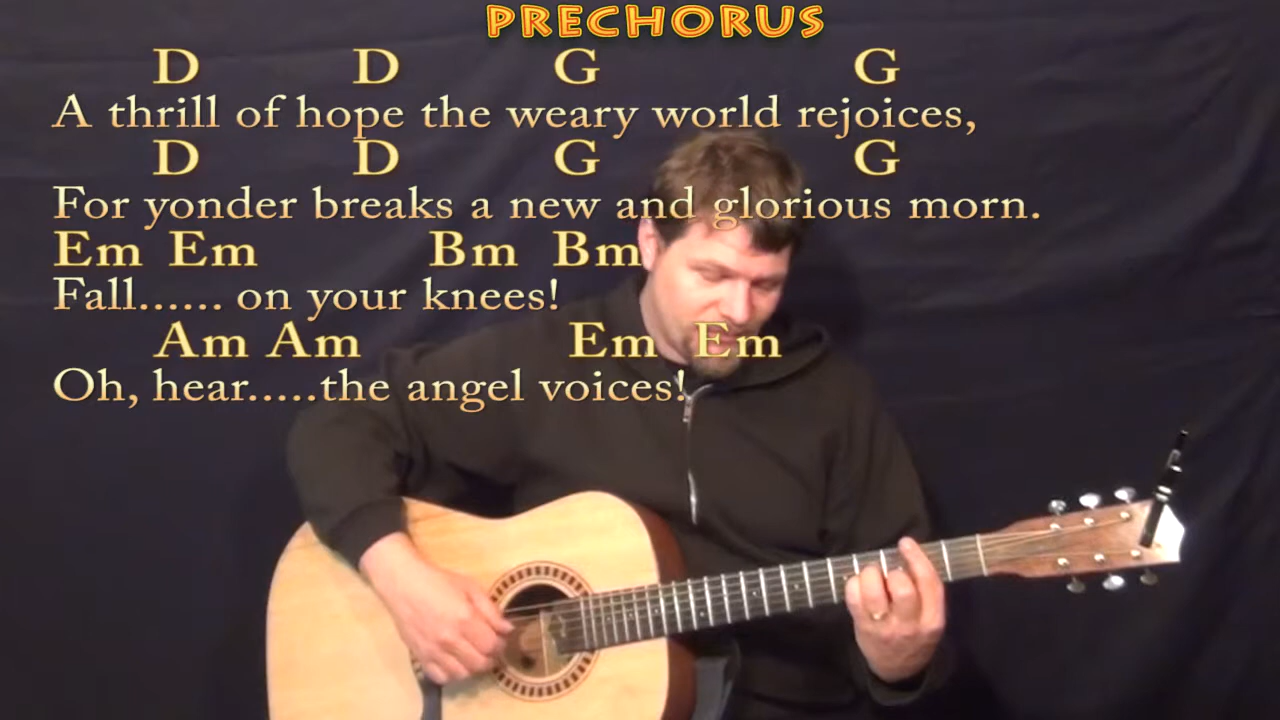 PRECHORUS
D D G G
A thrill of hope the weary world rejoices,
D D G G
For yonder breaks a new and glorious morn.
Em Em Bm Bm
Fall...... on your knees!
Am Am Em Em
Oh, hear.....the angel voices!